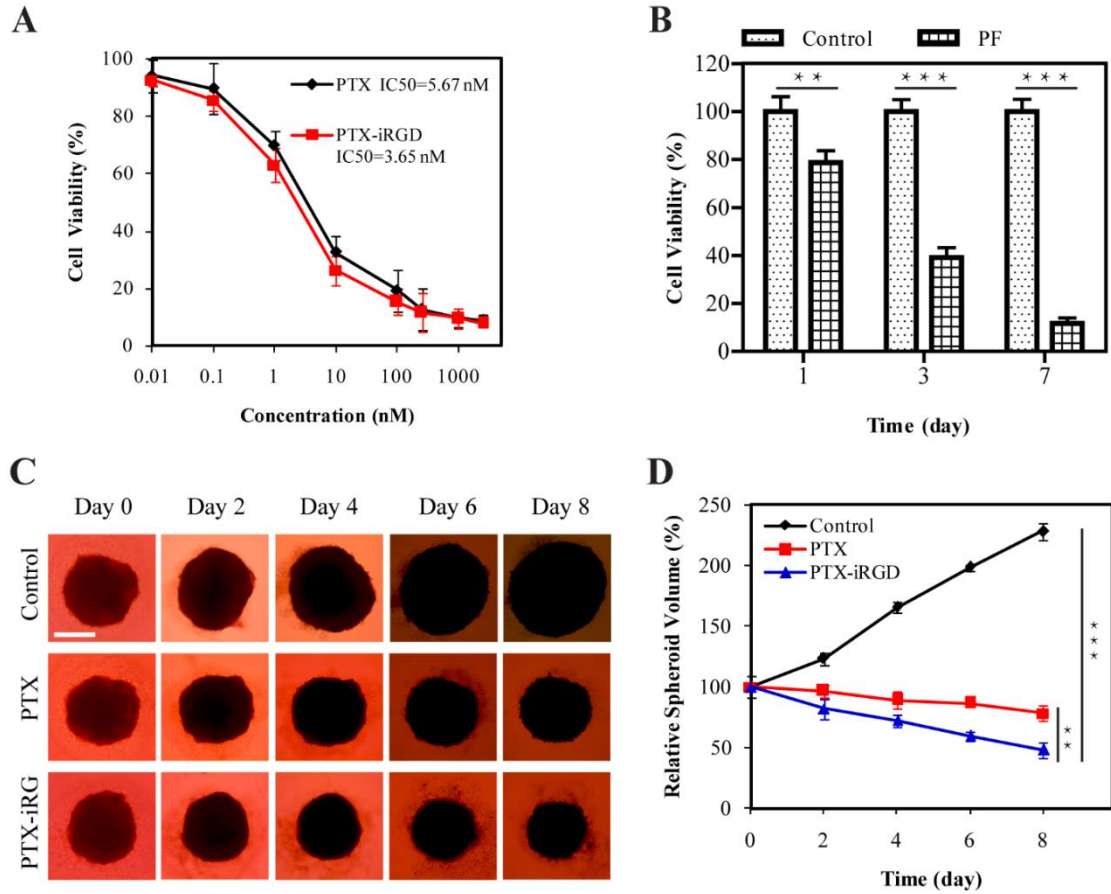 A
Cell Viability (%)
100
80
60
40
20
0
PTX IC50=5.67 nM
PTX-iRGD
IC50=3.65 nM
0.01 0.1 1 10 100 1000
Concentration (nM)
B
Control PF
Cell Viability (%)
120
100
80
60
40
20
0
** *** ***
1 3 7
Time (day)
C
Day 0 Day 2 Day 4 Day 6 Day 8
Control
PTX
PTX-iRG
D
Relative Spheroid Volume (%)
250
200
150
100
50
0
Control
PTX
PTX-iRGD
***
**
0 2 4 6 8
Time (day)